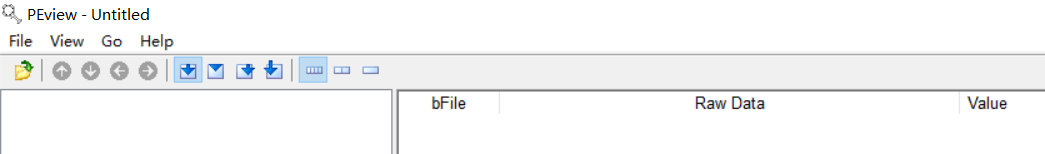 PEview - Untitled
File View Go Help
bFile Raw Data Value